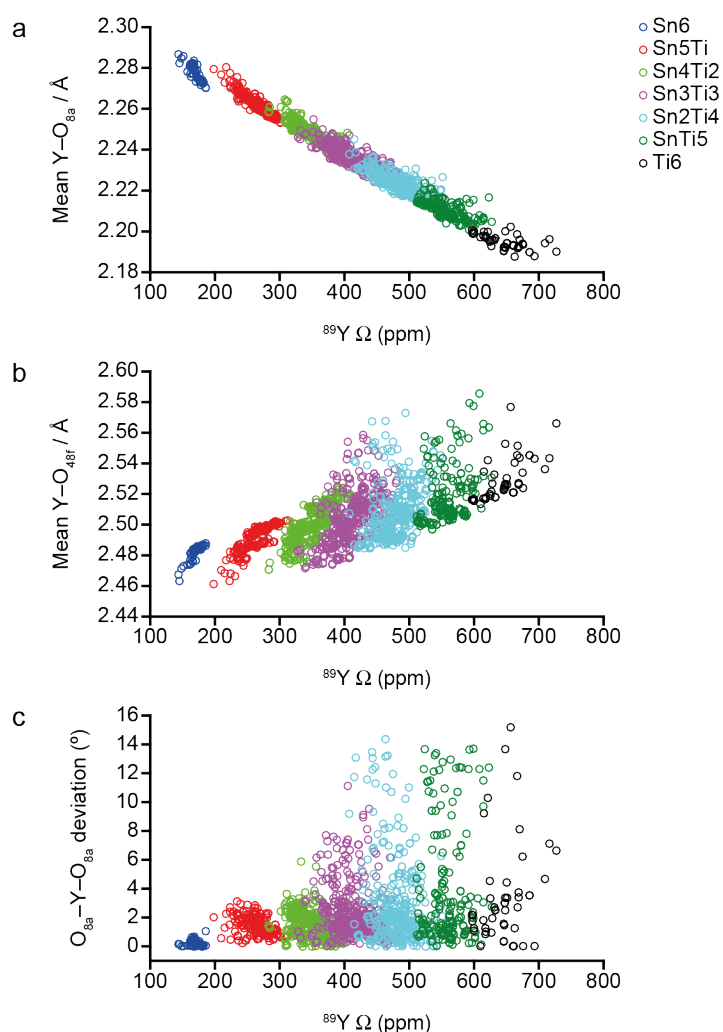 a
2.30
2.28
2.26
2.24
2.22
2.20
2.18
Mean Y–O8a / Å
100 200 300 400 500 600 700 800
89Y Ω (ppm)
Sn6
Sn5Ti
Sn4Ti2
Sn3Ti3
Sn2Ti4
SnTi5
Ti6
b
2.60
2.58
2.56
2.54
2.52
2.50
2.48
2.46
2.44
Mean Y–O48f / Å
100 200 300 400 500 600 700 800
89Y Ω (ppm)
c
16
14
12
10
8
6
4
2
0
O8a–Y–O8a deviation (º)
100 200 300 400 500 600 700 800
89Y Ω (ppm)